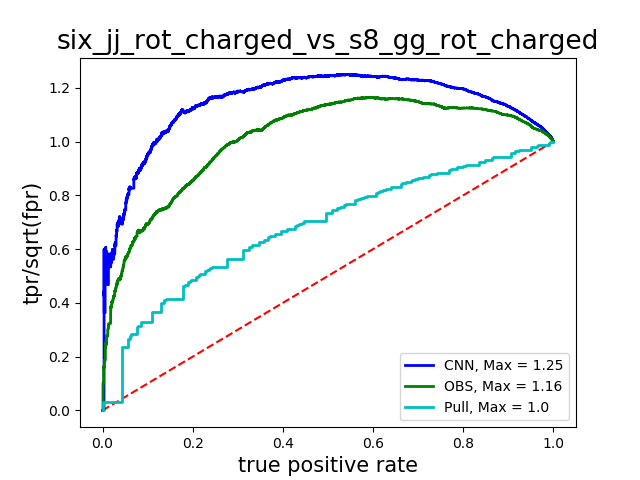 six_jj_rot_charged_vs_s8_gg_rot_charged
tpr/sqrt(fpr)
1.2
1.0
0.8
0.6
0.4
0.2
0.0
CNN, Max = 1.25
OBS, Max = 1.16
Pull, Max = 1.0
0.0 0.2 0.4 0.6 0.8 1.0
true positive rate